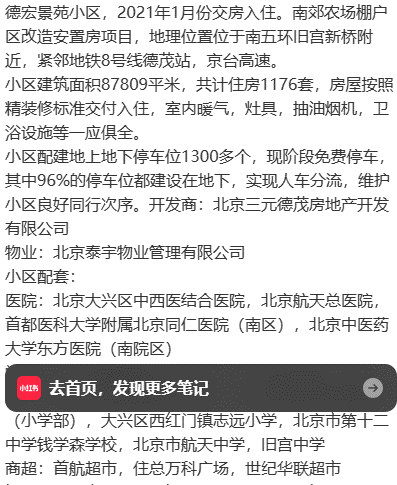 德宏景苑小区，2021年1月份交房入住。南郊农场棚户
区改造安置房项目，地理位置位于南五环旧宫新桥附
近，紧邻地铁8号线德茂站，京台高速。
小区建筑面积87809平米，共计住房1176套，房屋按照
精装修标准交付入住，室内暖气，灶具，抽油烟机，卫
浴设施等一应俱全。
小区配建地上地下停车位1300多个，现阶段免费停车，
其中96%的停车位都建设在地下，实现人车分流，维护
小区良好同行次序。开发商：北京三元德茂房地产开发
有限公司
物业：北京泰宇物业管理有限公司
小区配套：
医院：北京大兴区中西医结合医院，北京航天总医院，
首都医科大学附属北京同仁医院（南区），北京中医药
大学东方医院（南院区）
小红书 去首页，发现更多笔记
（小学部），大兴区西红门镇志远小学，北京市第十二
中学钱学森学校，北京市航天中学，旧宫中学
商超：首航超市，住总万科广场，世纪华联超市